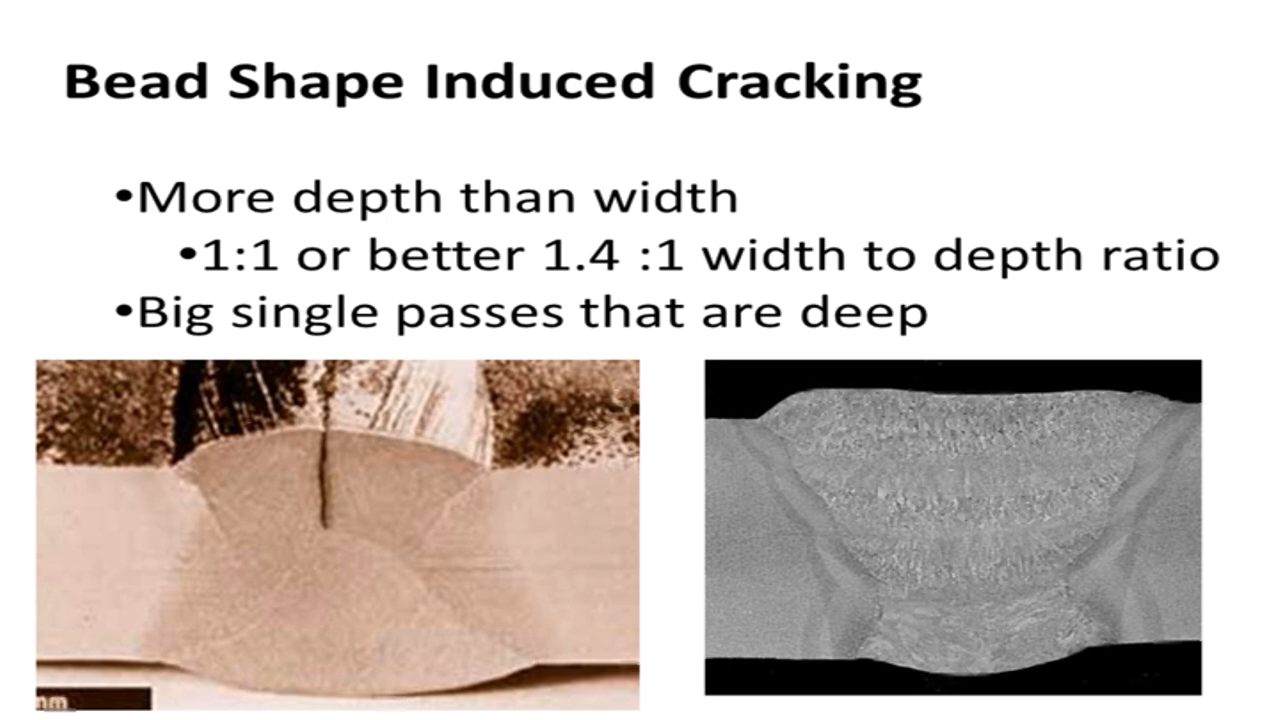 Bead Shape Induced Cracking
•More depth than width
•1:1 or better 1.4 :1 width to depth ratio
•Big single passes that are deep
mm